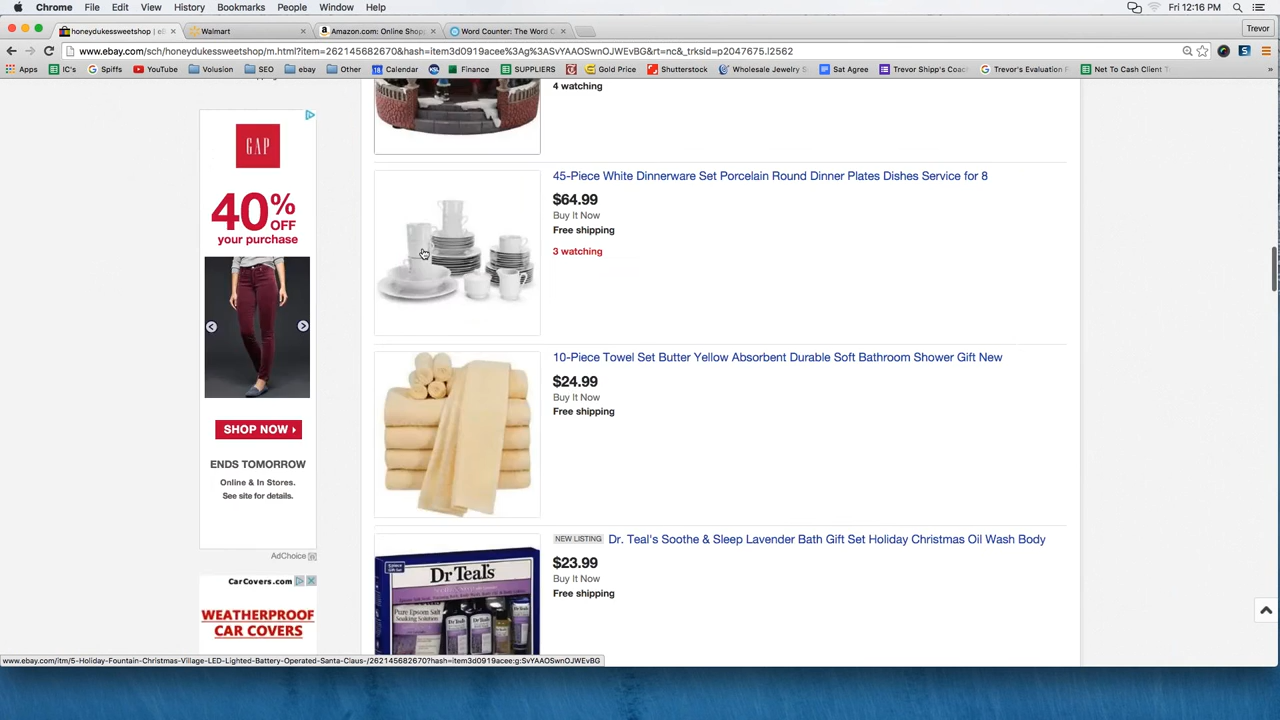 Chrome File Edit View History Bookmarks People Window Help Fri 12:16 PM
honeydukessweetshop | eB Walmart Amazon.com: Online Shop Word Counter: The Word C Trevor
www.ebay.com/sch/honeydukessweetshop/m.html?item=262145682670&hash=item3d0919acee%3Ag%3ASvYAAOSwnOJWEvBG&rt=nc&_trksid=p2047675.l2562
Apps IC's Spiffs YouTube Volusion SEO ebay Other Calendar Finance SUPPLIERS Gold Price Shutterstock Wholesale Jewelry Sat Agree Trevor Shipp's Coach Trevor's Evaluation F Net To Cash Client T
4 watching
GAP
40% OFF
your purchase
SHOP NOW
ENDS TOMORROW
Online & In Stores.
See site for details.
AdChoice
CarCovers.com
WEATHERPROOF
CAR COVERS
45-Piece White Dinnerware Set Porcelain Round Dinner Plates Dishes Service for 8
$64.99
Buy It Now
Free shipping
3 watching
10-Piece Towel Set Butter Yellow Absorbent Durable Soft Bathroom Shower Gift New
$24.99
Buy It Now
Free shipping
NEW LISTING Dr. Teal's Soothe & Sleep Lavender Bath Gift Set Holiday Christmas Oil Wash Body
$23.99
Buy It Now
Free shipping
Dr Teal's
Pure Epsom Salt
Soaking Solution
www.ebay.com/itm/5-Holiday-Fountain-Christmas-Village-LED-Lighted-Battery-Operated-Santa-Claus-/262145682670?hash=item3d0919acee:g:SvYAAOSwnOJWEvBG